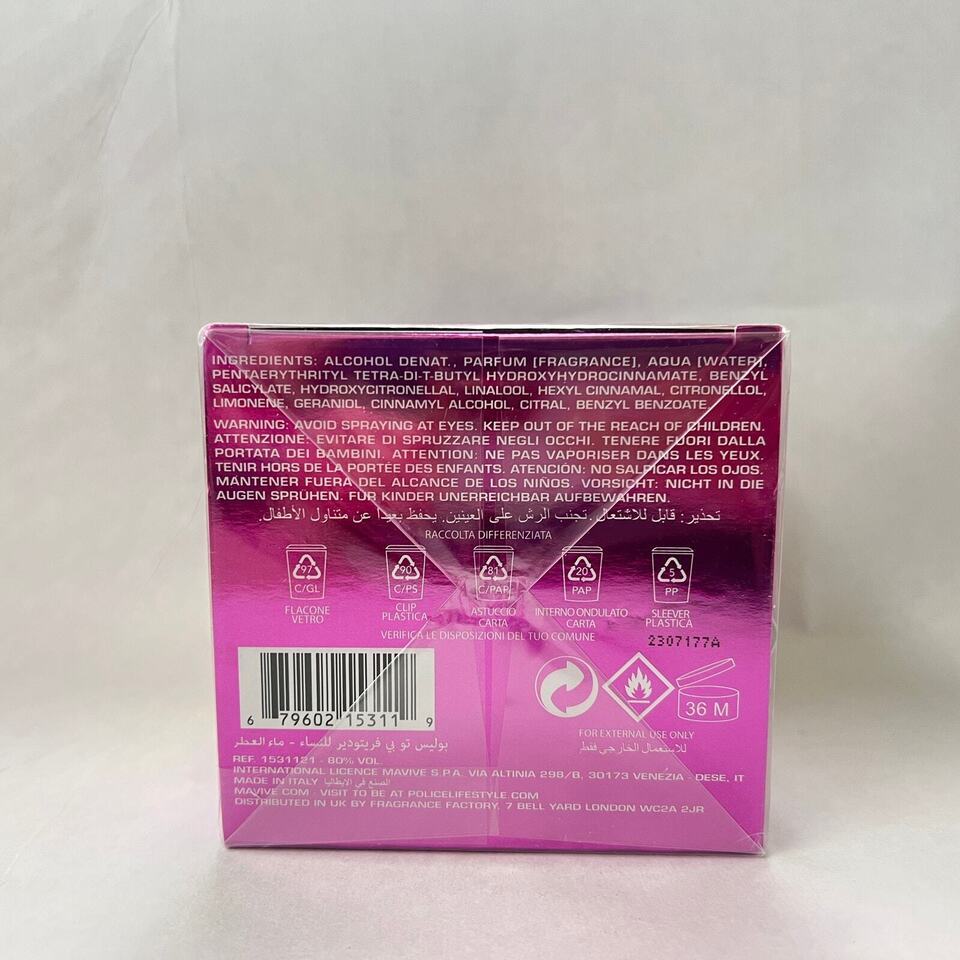 INGREDIENTS: ALCOHOL DENAT., PARFUM [FRAGRANCE], AQUA [WATER],
PENTAERYTHRITYL TETRA-DI-T-BUTYL HYDROXYHYDROCINNAMATE, BENZYL
SALICYLATE, HYDROXYCITRONELLAL, LINALOOL, HEXYL CINNAMAL, CITRONELLOL,
LIMONENE, GERANIOL, CINNAMYL ALCOHOL, CITRAL, BENZYL BENZOATE.
WARNING: AVOID SPRAYING AT EYES. KEEP OUT OF THE REACH OF CHILDREN.
ATTENZIONE: EVITARE DI SPRUZZARE NEGLI OCCHI. TENERE FUORI DALLA
PORTATA DEI BAMBINI. ATTENTION: NE PAS VAPORISER DANS LES YEUX.
TENIR HORS DE LA PORTÉE DES ENFANTS. ATENCIÓN: NO SALPICAR LOS OJOS.
MANTENER FUERA DEL ALCANCE DE LOS NIÑOS. VORSICHT: NICHT IN DIE
AUGEN SPRÜHEN. FÜR KINDER UNERREICHBAR AUFBEWAHREN.
تحذير: قابل للاشتعال. تجنب الرش على العينين. يحفظ بعيداً عن متناول الأطفال.
RACCOLTA DIFFERENZIATA
97 90 81 20 5
C/GL C/PS C/PAP PAP PP
FLACONE VETRO
CLIP PLASTICA
ASTUCCIO CARTA
INTERNO ONDULATO CARTA
SLEEVER PLASTICA
VERIFICA LE DISPOSIZIONI DEL TUO COMUNE
2307177A
6 79602 15311 9
36 M
FOR EXTERNAL USE ONLY
للاستعمال الخارجي فقط
بوليس تو بي فريتودير للنساء - ماء العطر
REF. 1531121 - 80% VOL.
INTERNATIONAL LICENCE MAVIVE S.P.A. VIA ALTINIA 298/B, 30173 VENEZIA - DESE, IT
MADE IN ITALY الصنع في الايطاليا
MAVIVE.COM - VISIT TO BE AT POLICELIFESTYLE.COM
DISTRIBUTED IN UK BY FRAGRANCE FACTORY, 7 BELL YARD LONDON WC2A 2JR